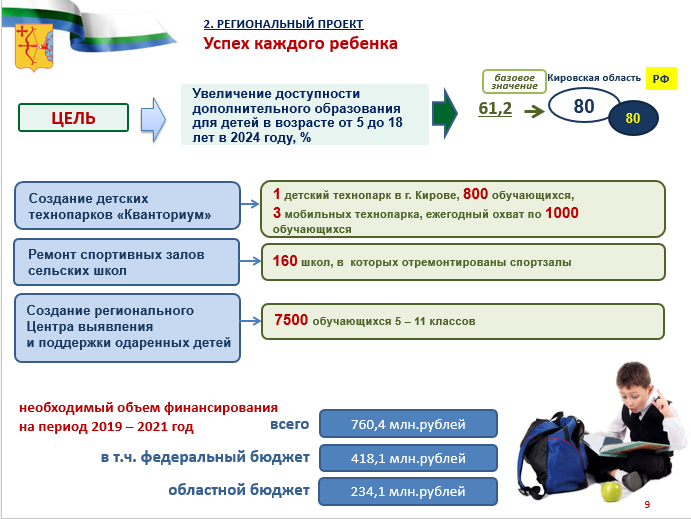 2. РЕГИОНАЛЬНЫЙ ПРОЕКТ
Успех каждого ребенка
ЦЕЛЬ
Увеличение доступности
дополнительного образования
для детей в возрасте от 5 до 18
лет в 2024 году, %
базовое
значение
61,2
Кировская область
80
РФ
80
Создание детских
технопарков «Кванториум»
1 детский технопарк в г. Кирове, 800 обучающихся,
3 мобильных технопарка, ежегодный охват по 1000
обучающихся
Ремонт спортивных залов
сельских школ
160 школ, в которых отремонтированы спортзалы
Создание регионального
Центра выявления
и поддержки одаренных детей
7500 обучающихся 5 – 11 классов
необходимый объем финансирования
на период 2019 – 2021 год
всего
760,4 млн.рублей
в т.ч. федеральный бюджет
418,1 млн.рублей
областной бюджет
234,1 млн.рублей
9